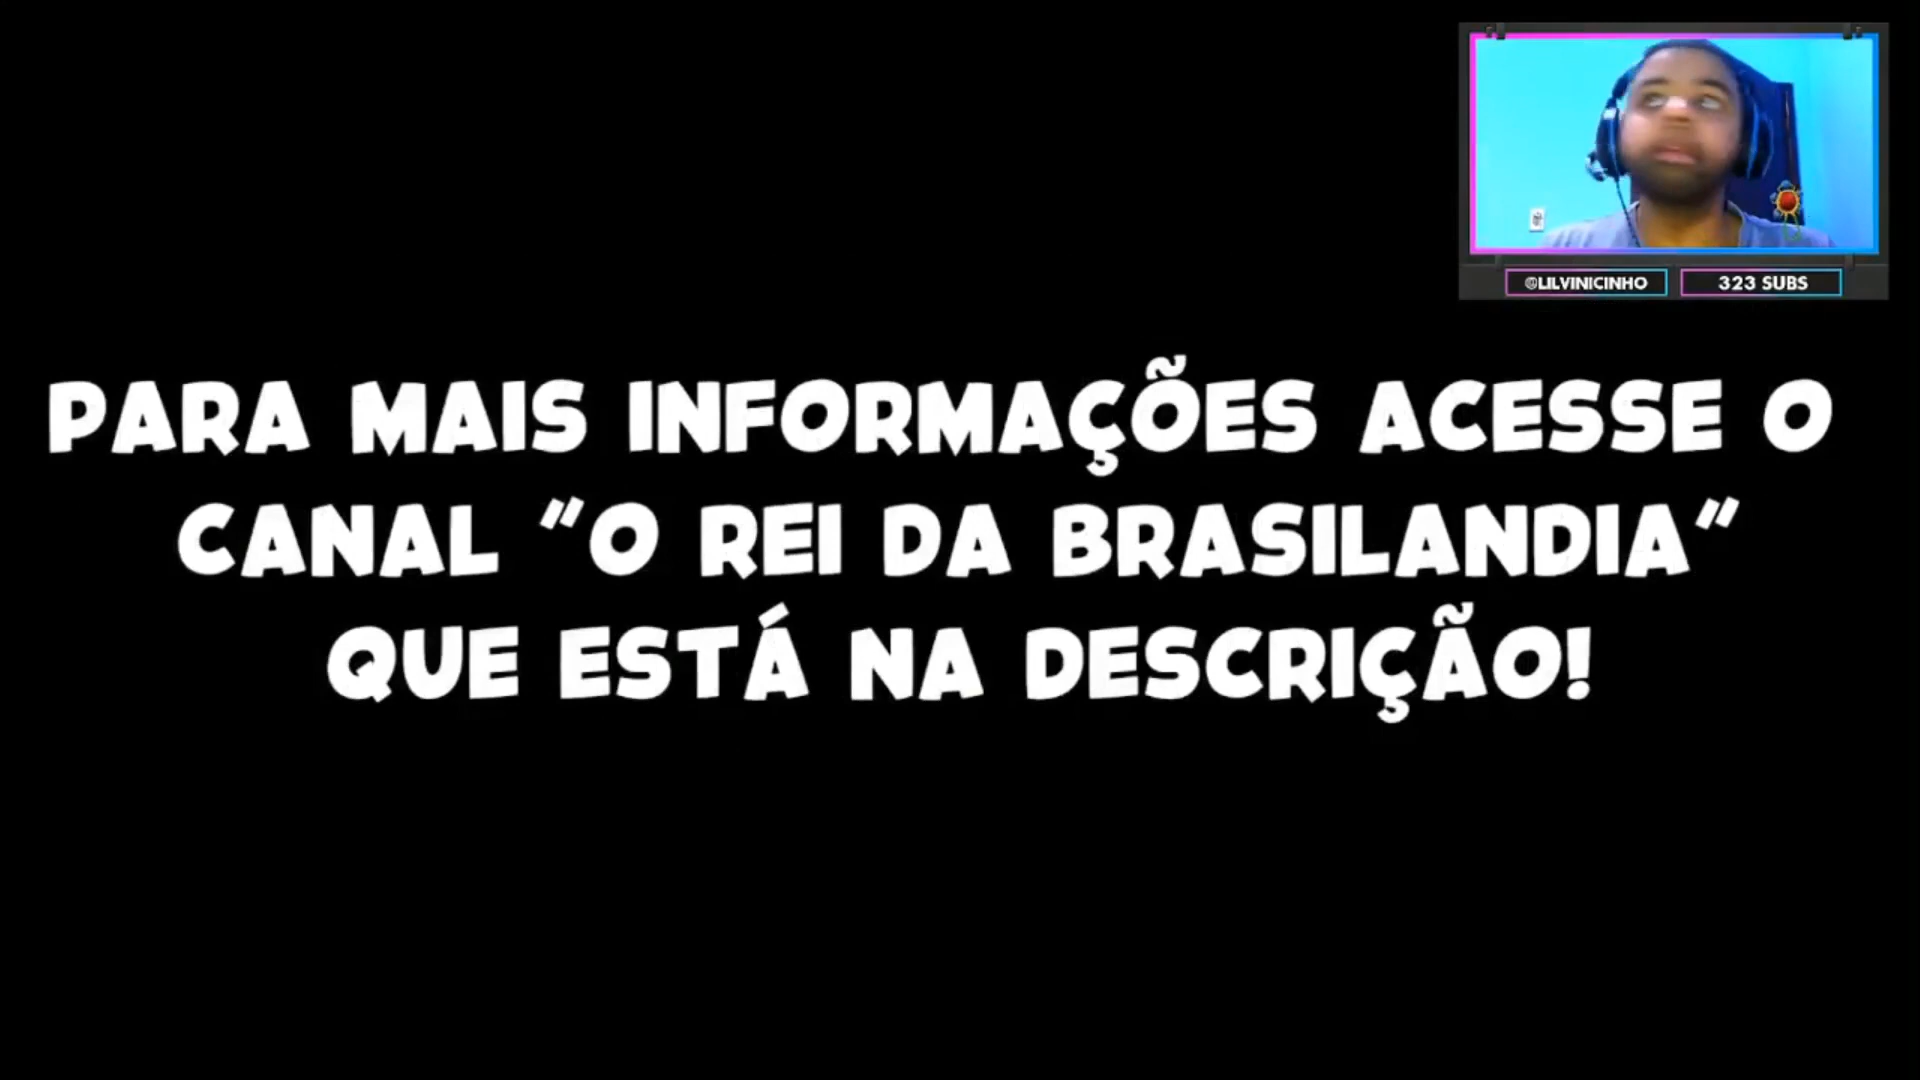 @LILVINICINHO
323 SUBS
PARA MAIS INFORMAÇÕES ACESSE O
CANAL "O REI DA BRASILANDIA"
QUE ESTÁ NA DESCRIÇÃO!